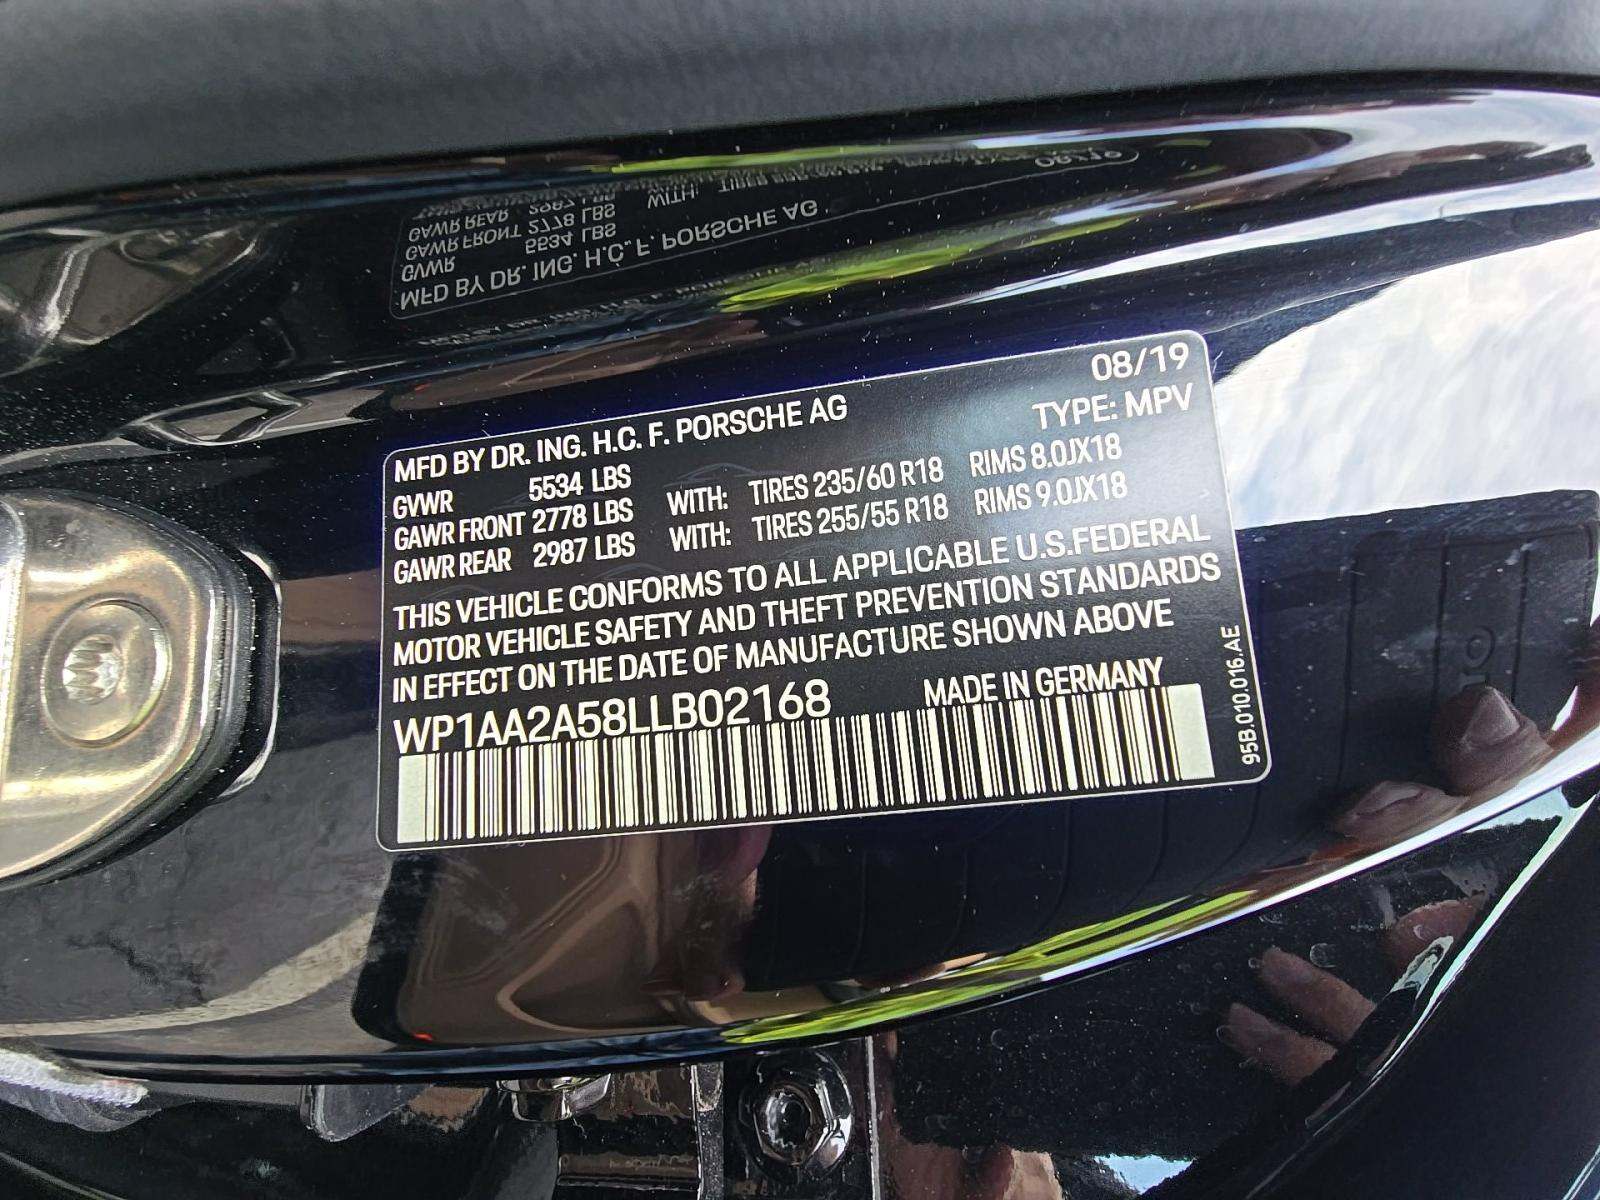 08/19
MFD BY DR. ING. H.C. F. PORSCHE AG TYPE: MPV
GVWR 5534 LBS
GAWR FRONT 2778 LBS WITH: TIRES 235/60 R18 RIMS 8.0JX18
GAWR REAR 2987 LBS WITH: TIRES 255/55 R18 RIMS 9.0JX18
THIS VEHICLE CONFORMS TO ALL APPLICABLE U.S.FEDERAL
MOTOR VEHICLE SAFETY AND THEFT PREVENTION STANDARDS
IN EFFECT ON THE DATE OF MANUFACTURE SHOWN ABOVE
WP1AA2A58LLB02168 MADE IN GERMANY
95B.010.016.AE